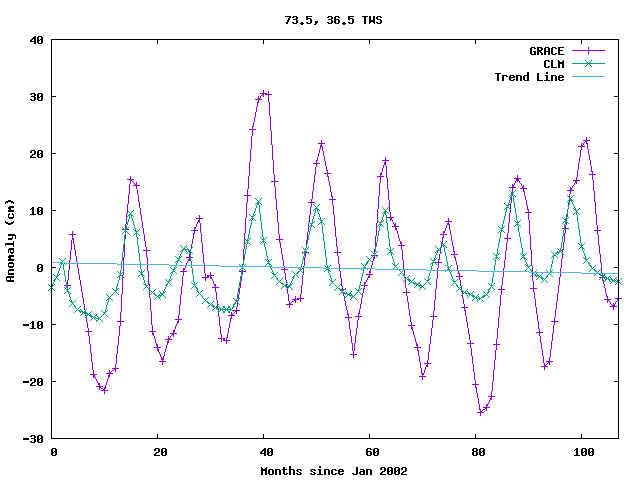 73.5, 36.5 TWS
GRACE
CLM
Trend Line
40
30
20
10
0
-10
-20
-30
Anomaly (cm)
0 20 40 60 80 100
Months since Jan 2002